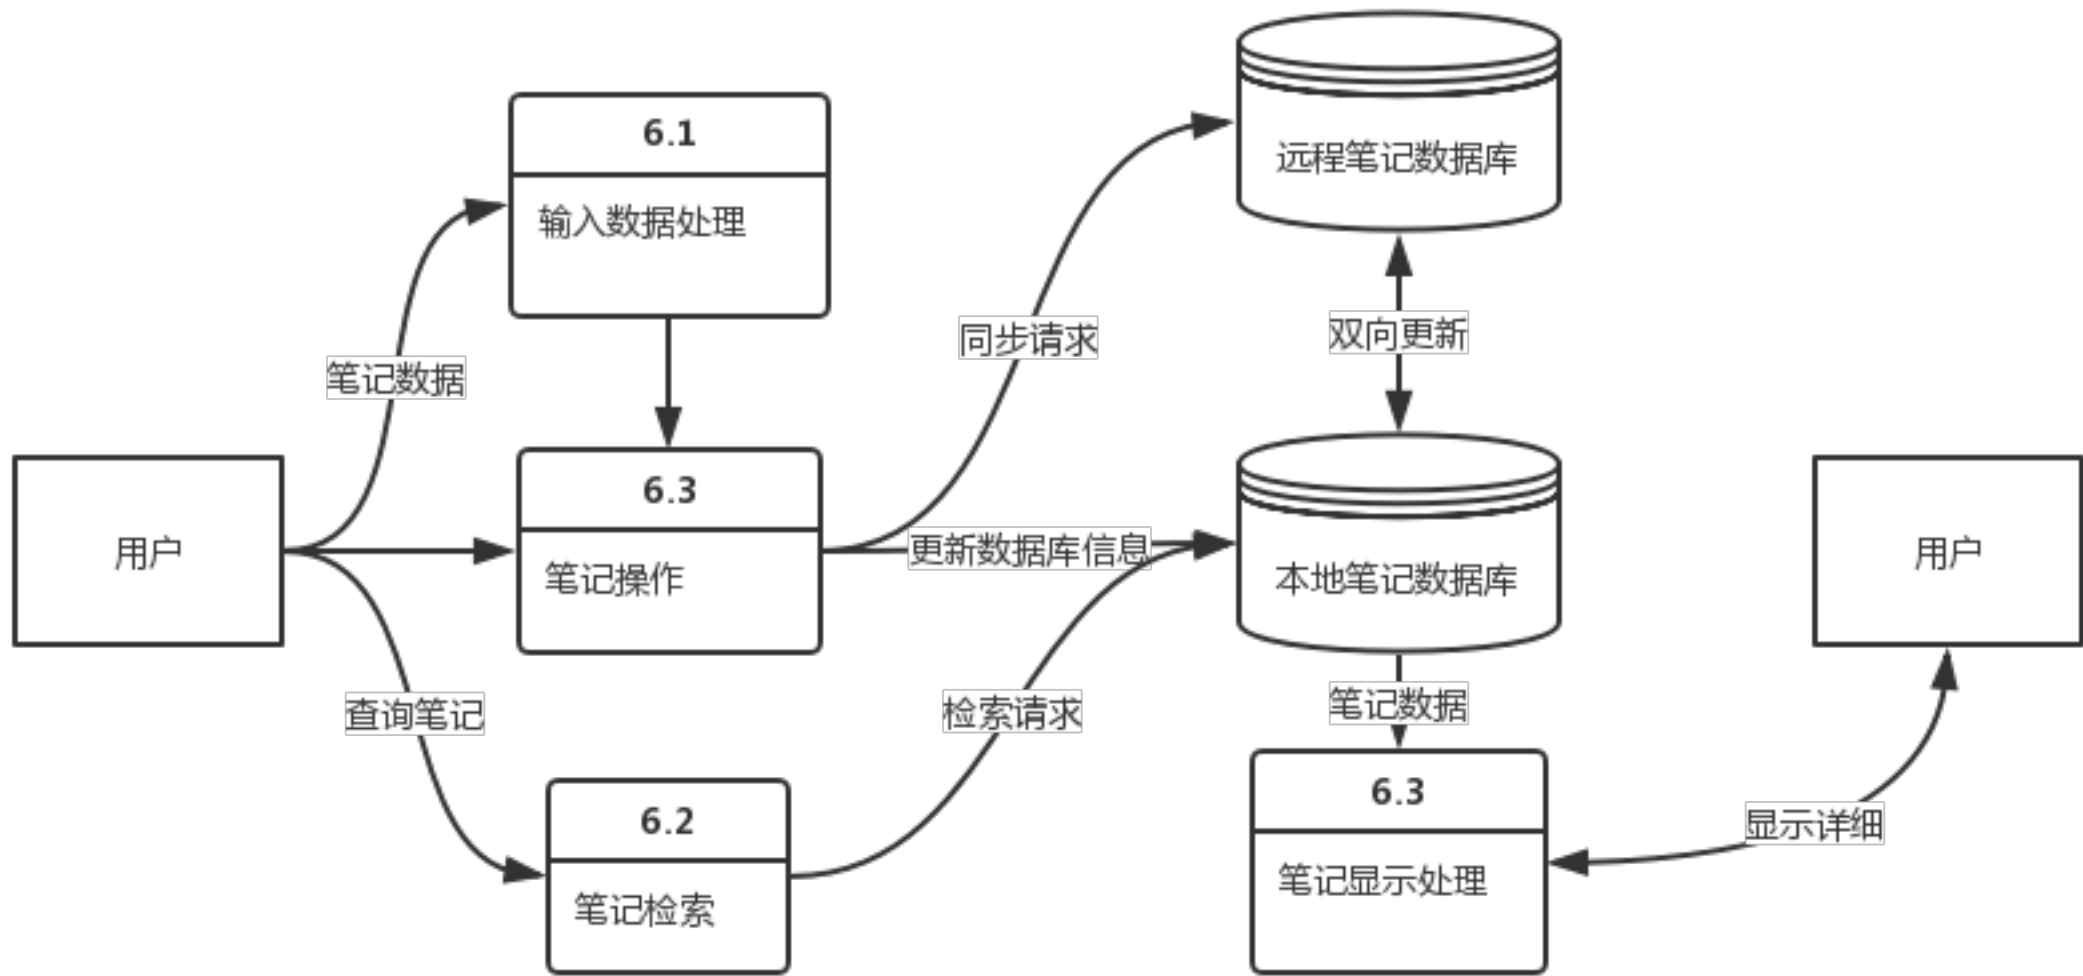 6.1
输入数据处理
远程笔记数据库
笔记数据
同步请求
双向更新
用户
6.3
笔记操作
更新数据库信息
本地笔记数据库
用户
查询笔记
检索请求
笔记数据
6.2
笔记检索
6.3
笔记显示处理
显示详细